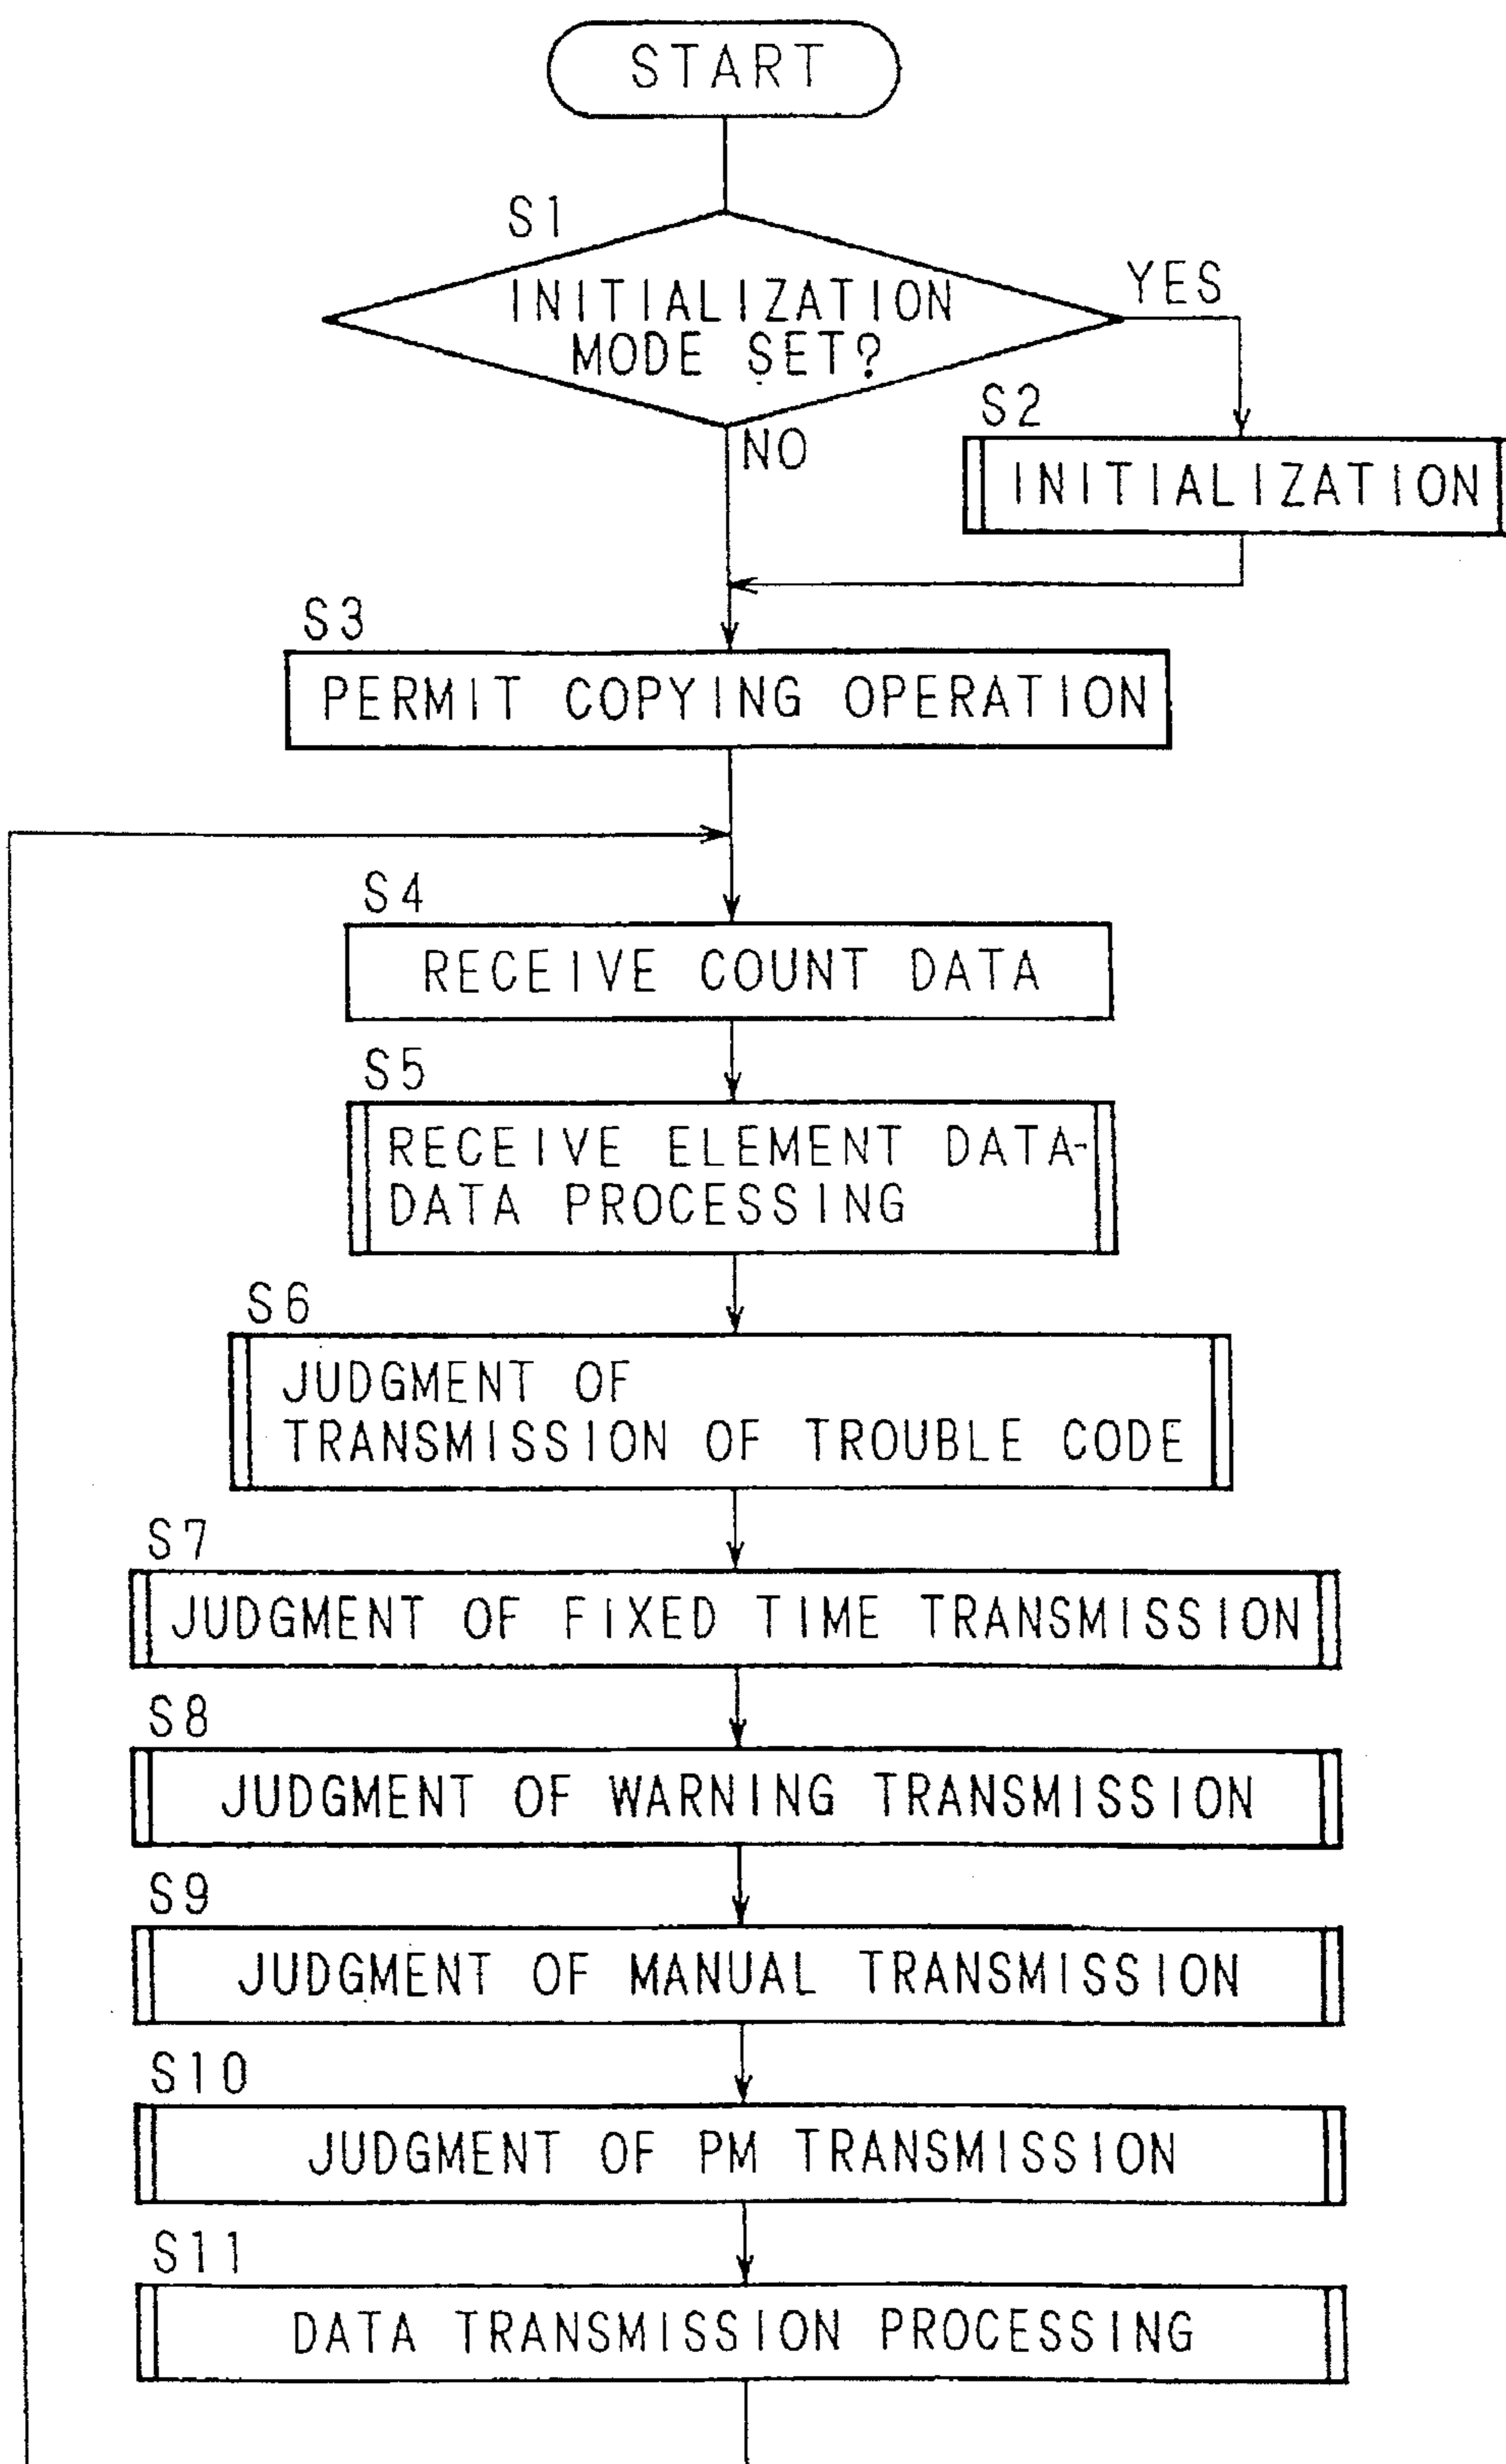 START
S1
INITIALIZATION
MODE SET?
YES
NO
S2
INITIALIZATION
S3
PERMIT COPYING OPERATION
S4
RECEIVE COUNT DATA
S5
RECEIVE ELEMENT DATA-
DATA PROCESSING
S6
JUDGMENT OF
TRANSMISSION OF TROUBLE CODE
S7
JUDGMENT OF FIXED TIME TRANSMISSION
S8
JUDGMENT OF WARNING TRANSMISSION
S9
JUDGMENT OF MANUAL TRANSMISSION
S10
JUDGMENT OF PM TRANSMISSION
S11
DATA TRANSMISSION PROCESSING